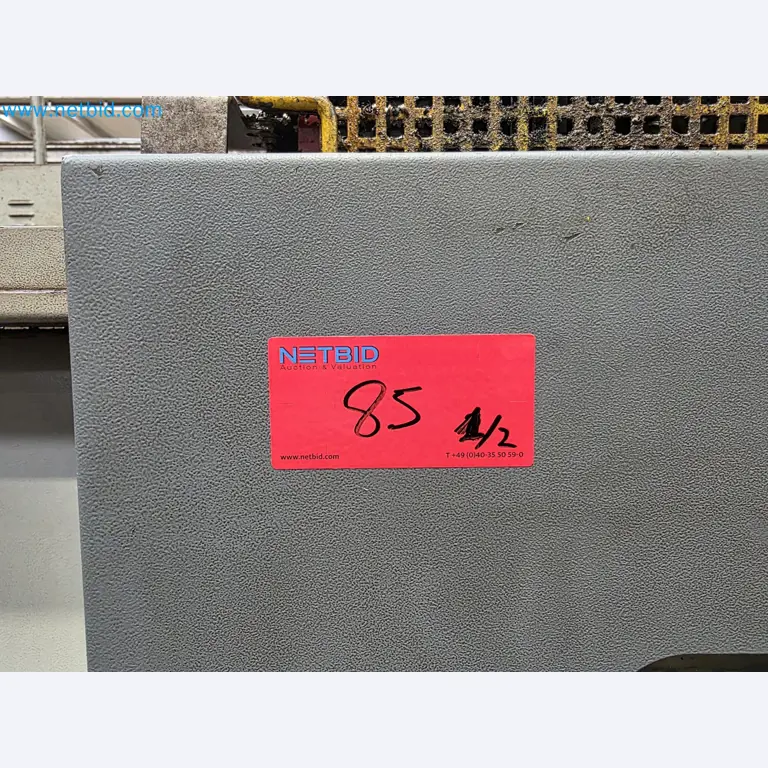 www.netbid.com
NETBID
Auction & Valuation
85 1/2
www.netbid.com T +49 (0)40-35 50 59-0